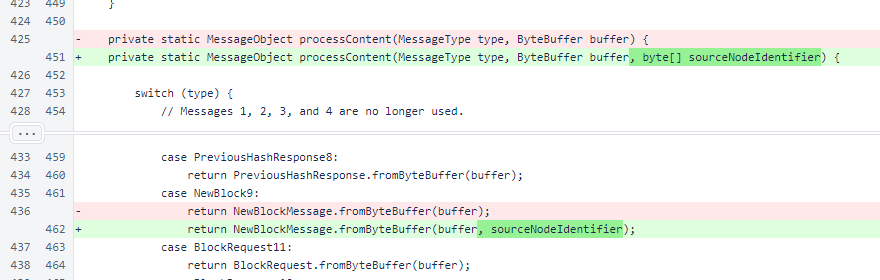 423 449 }
424 450
425 - private static MessageObject processContent(MessageType type, ByteBuffer buffer) {
451 + private static MessageObject processContent(MessageType type, ByteBuffer buffer, byte[] sourceNodeIdentifier) {
426 452
427 453 switch (type) {
428 454 // Messages 1, 2, 3, and 4 are no longer used.
...
433 459 case PreviousHashResponse8:
434 460 return PreviousHashResponse.fromByteBuffer(buffer);
435 461 case NewBlock9:
436 - return NewBlockMessage.fromByteBuffer(buffer);
462 + return NewBlockMessage.fromByteBuffer(buffer, sourceNodeIdentifier);
437 463 case BlockRequest11:
438 464 return BlockRequest.fromByteBuffer(buffer);